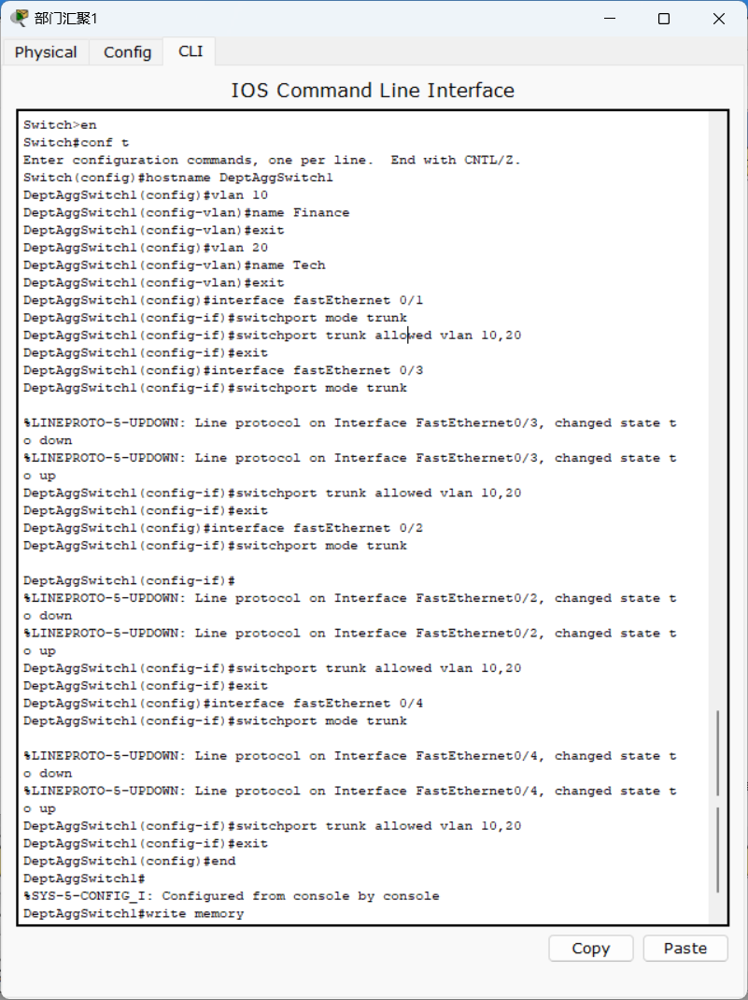 部门汇聚1
Physical Config CLI
IOS Command Line Interface
Switch>en
Switch#conf t
Enter configuration commands, one per line.  End with CNTL/Z.
Switch(config)#hostname DeptAggSwitch1
DeptAggSwitch1(config)#vlan 10
DeptAggSwitch1(config-vlan)#name Finance
DeptAggSwitch1(config-vlan)#exit
DeptAggSwitch1(config)#vlan 20
DeptAggSwitch1(config-vlan)#name Tech
DeptAggSwitch1(config-vlan)#exit
DeptAggSwitch1(config)#interface fastEthernet 0/1
DeptAggSwitch1(config-if)#switchport mode trunk
DeptAggSwitch1(config-if)#switchport trunk allowed vlan 10,20
DeptAggSwitch1(config-if)#exit
DeptAggSwitch1(config)#interface fastEthernet 0/3
DeptAggSwitch1(config-if)#switchport mode trunk
%LINEPROTO-5-UPDOWN: Line protocol on Interface FastEthernet0/3, changed state t
o down
%LINEPROTO-5-UPDOWN: Line protocol on Interface FastEthernet0/3, changed state t
o up
DeptAggSwitch1(config-if)#switchport trunk allowed vlan 10,20
DeptAggSwitch1(config-if)#exit
DeptAggSwitch1(config)#interface fastEthernet 0/2
DeptAggSwitch1(config-if)#switchport mode trunk
DeptAggSwitch1(config-if)#
%LINEPROTO-5-UPDOWN: Line protocol on Interface FastEthernet0/2, changed state t
o down
%LINEPROTO-5-UPDOWN: Line protocol on Interface FastEthernet0/2, changed state t
o up
DeptAggSwitch1(config-if)#switchport trunk allowed vlan 10,20
DeptAggSwitch1(config-if)#exit
DeptAggSwitch1(config)#interface fastEthernet 0/4
DeptAggSwitch1(config-if)#switchport mode trunk
%LINEPROTO-5-UPDOWN: Line protocol on Interface FastEthernet0/4, changed state t
o down
%LINEPROTO-5-UPDOWN: Line protocol on Interface FastEthernet0/4, changed state t
o up
DeptAggSwitch1(config-if)#switchport trunk allowed vlan 10,20
DeptAggSwitch1(config-if)#exit
DeptAggSwitch1(config)#end
DeptAggSwitch1#
%SYS-5-CONFIG_I: Configured from console by console
DeptAggSwitch1#write memory
Copy Paste